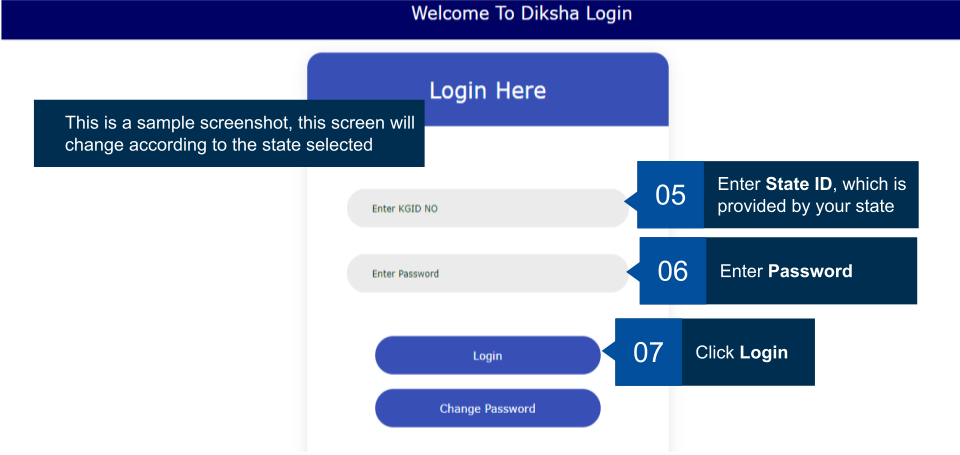 Welcome To Diksha Login
Login Here
This is a sample screenshot, this screen will
change according to the state selected
Enter KGID NO
05
Enter State ID, which is
provided by your state
Enter Password
06
Enter Password
Login
07
Click Login
Change Password